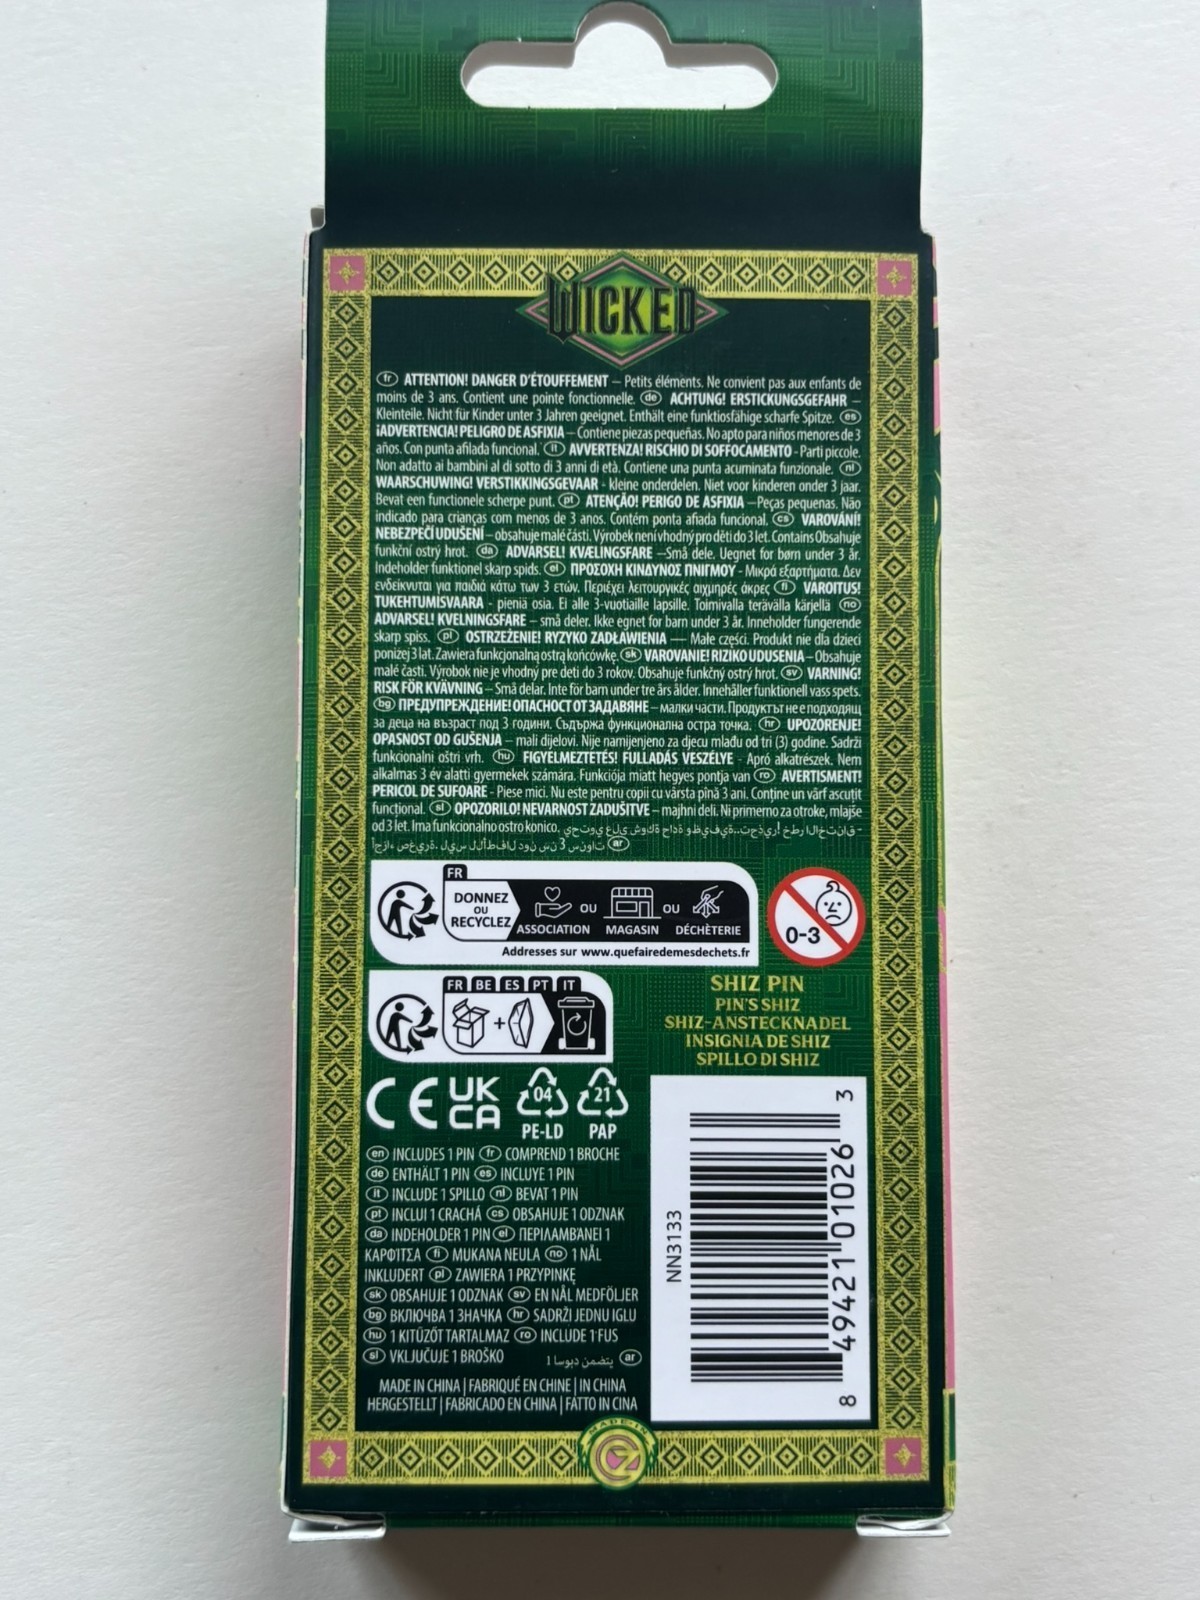 WICKED
fr ATTENTION! DANGER D'ÉTOUFFEMENT – Petits éléments. Ne convient pas aux enfants de
moins de 3 ans. Contient une pointe fonctionnelle. de ACHTUNG! ERSTICKUNGSGEFAHR –
Kleinteile. Nicht für Kinder unter 3 Jahren geeignet. Enthält eine funktiosfähige scharfe Spitze. es
¡ADVERTENCIA! PELIGRO DE ASFIXIA – Contiene piezas pequeñas. No apto para niños menores de 3
años. Con punta afilada funcional. it AVVERTENZA! RISCHIO DI SOFFOCAMENTO - Parti piccole.
Non adatto ai bambini al di sotto di 3 anni di età. Contiene una punta acuminata funzionale. nl
WAARSCHUWING! VERSTIKKINGSGEVAAR - kleine onderdelen. Niet voor kinderen onder 3 jaar.
Bevat een functionele scherpe punt. pt ATENÇÃO! PERIGO DE ASFIXIA – Peças pequenas. Não
indicado para crianças com menos de 3 anos. Contém ponta afiada funcional. cs VAROVÁNÍ!
NEBEZPEČÍ UDUŠENÍ – obsahuje malé části. Výrobek není vhodný pro děti do 3 let. Contains Obsahuje
funkční ostrý hrot. da ADVARSEL! KVÆLINGSFARE – Små dele. Uegnet for børn under 3 år.
Indeholder funktionel skarp spids. el ΠΡΟΣΟΧΗ ΚΙΝΔΥΝΟΣ ΠΝΙΓΜΟΥ - Μικρά εξαρτήματα. Δεν
ενδείκνυται για παιδιά κάτω των 3 ετών. Περιέχει λειτουργικές αιχμηρές άκρες fi VAROITUS!
TUKEHTUMISVAARA - pieniä osia. Ei alle 3-vuotiaille lapsille. Toimivalla terävällä kärjellä no
ADVARSEL! KVELNINGSFARE – små deler. Ikke egnet for barn under 3 år. Inneholder fungerende
skarp spiss. pl OSTRZEŻENIE! RYZYKO ZADŁAWIENIA — Małe części. Produkt nie dla dzieci
poniżej 3 lat. Zawiera funkcjonalną ostrą końcówkę. sk VAROVANIE! RIZIKO UDUSENIA – Obsahuje
malé časti. Výrobok nie je vhodný pre deti do 3 rokov. Obsahuje funkčný ostrý hrot. sv VARNING!
RISK FÖR KVÄVNING – Små delar. Inte för barn under tre års ålder. Innehåller funktionell vass spets.
bg ПРЕДУПРЕЖДЕНИЕ! ОПАСНОСТ ОТ ЗАДАВЯНЕ – малки части. Продуктът не е подходящ
за деца на възраст под 3 години. Съдържа функционална остра точка. hr UPOZORENJE!
OPASNOST OD GUŠENJA – mali dijelovi. Nije namijenjeno za djecu mlađu od tri (3) godine. Sadrži
funkcionalni oštri vrh. hu FIGYELMEZTETÉS! FULLADÁS VESZÉLYE - Apró alkatrészek. Nem
alkalmas 3 év alatti gyermekek számára. Funkciója miatt hegyes pontja van ro AVERTISMENT!
PERICOL DE SUFOARE - Piese mici. Nu este pentru copii cu vârsta până 3 ani. Conține un vârf ascuțit
funcțional. sl OPOZORILO! NEVARNOST ZADUŠITVE – majhni deli. Ni primerno za otroke, mlajše
od 3 let. Ima funkcionalno ostro konico.
ar
FR
DONNEZ
OU
RECYCLEZ
OU
OU
ASSOCIATION
MAGASIN
DÉCHÈTERIE
Addresses sur www.quefairedemesdechets.fr
0-3
FR BE ES PT IT
+
SHIZ PIN
PIN'S SHIZ
SHIZ-ANSTECKNADEL
INSIGNIA DE SHIZ
SPILLO DI SHIZ
CE UK CA
04 21
PE-LD PAP
en INCLUDES 1 PIN fr COMPREND 1 BROCHE
de ENTHÄLT 1 PIN es INCLUYE 1 PIN
it INCLUDE 1 SPILLO nl BEVAT 1 PIN
pt INCLUI 1 CRACHÁ cs OBSAHUJE 1 ODZNAK
da INDEHOLDER 1 PIN el ΠΕΡΙΛΑΜΒΆΝΕΙ 1
ΚΑΡΦΊΤΣΑ fi MUKANA NEULA no 1 NÅL
INKLUDERT pl ZAWIERA 1 PRZYPINKĘ
sk OBSAHUJE 1 ODZNAK sv EN NÅL MEDFÖLJER
bg ВКЛЮЧВА 1 ЗНАЧКА hr SADRŽI JEDNU IGLU
hu 1 KITŰZŐT TARTALMAZ ro INCLUDE 1 FUS
sl VKLJUČUJE 1 BROŠKO يتضمن دبوسا 1 ar
MADE IN CHINA | FABRIQUÉ EN CHINE | IN CHINA
HERGESTELLT | FABRICADO EN CHINA | FATTO IN CINA
NN3133
8 49421 01026 3
MADE IN
OZ